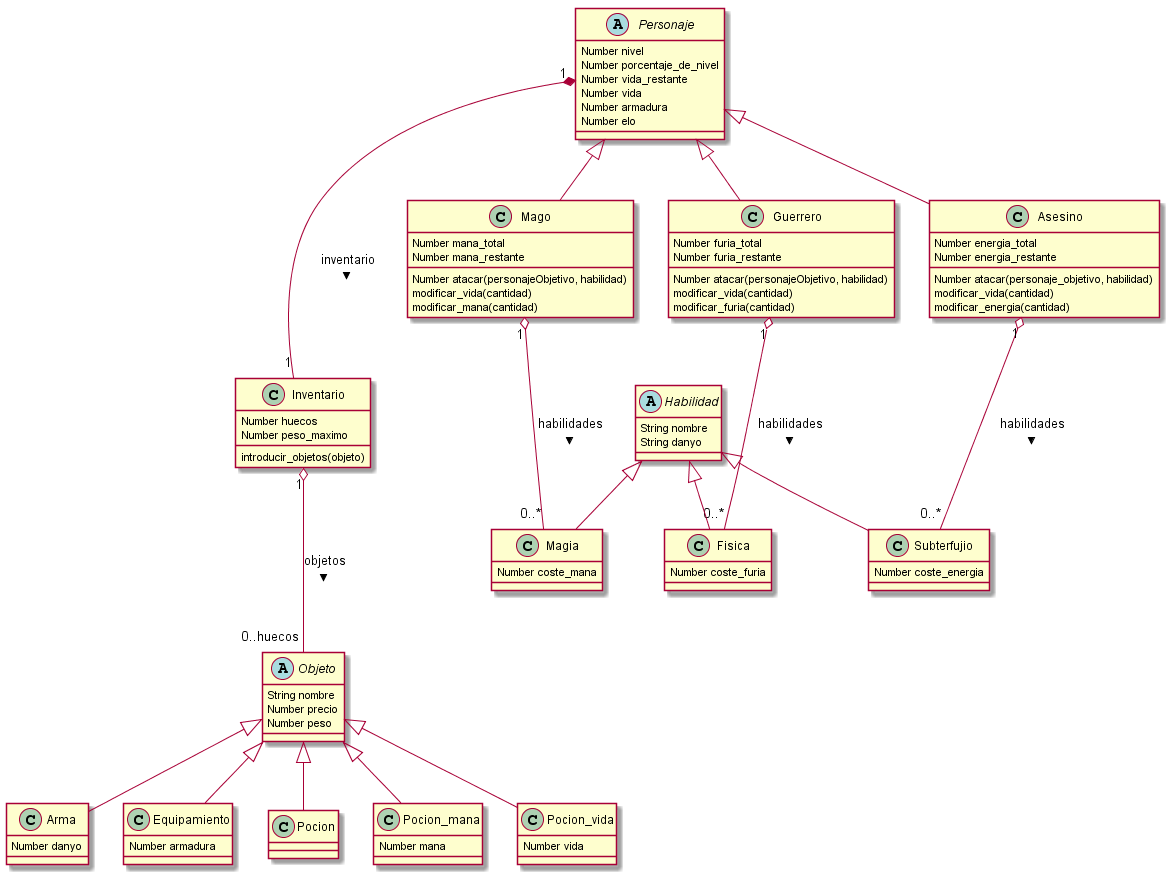 A Personaje
Number nivel
Number porcentaje_de_nivel
Number vida_restante
Number vida
Number armadura
Number elo
1
inventario
▼
1
C Mago
Number mana_total
Number mana_restante
Number atacar(personajeObjetivo, habilidad)
modificar_vida(cantidad)
modificar_mana(cantidad)
1
C Guerrero
Number furia_total
Number furia_restante
Number atacar(personajeObjetivo, habilidad)
modificar_vida(cantidad)
modificar_furia(cantidad)
1
C Asesino
Number energia_total
Number energia_restante
Number atacar(personaje_objetivo, habilidad)
modificar_vida(cantidad)
modificar_energia(cantidad)
1
C Inventario
Number huecos
Number peso_maximo
introducir_objetos(objeto)
1
A Habilidad
String nombre
String danyo
habilidades
▼
habilidades
▼
habilidades
▼
0..*
0..*
0..*
C Magia
Number coste_mana
C Fisica
Number coste_furia
C Subterfujio
Number coste_energia
objetos
▼
0..huecos
A Objeto
String nombre
Number precio
Number peso
C Arma
Number danyo
C Equipamiento
Number armadura
C Pocion
C Pocion_mana
Number mana
C Pocion_vida
Number vida